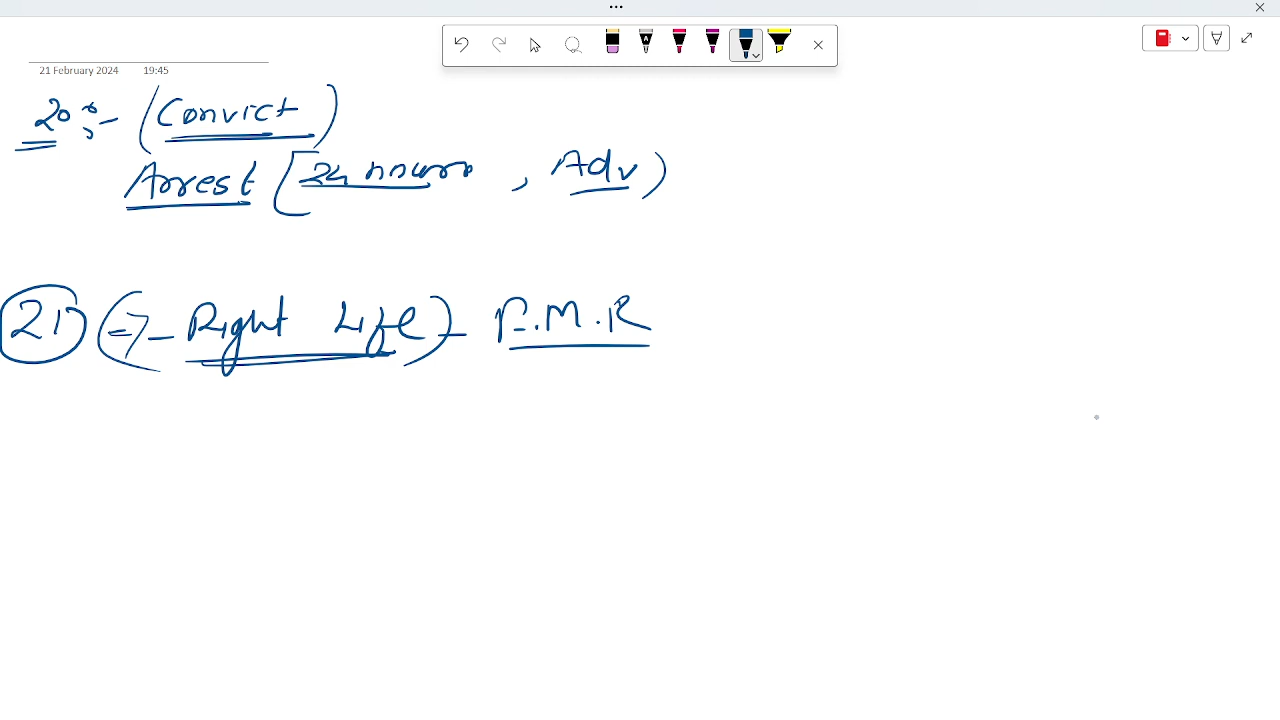 21 February 2024 19:45
20 :- (Convict)
Arrest [24 hours, Adv)
21) (=)- Right Life)- F.M.R